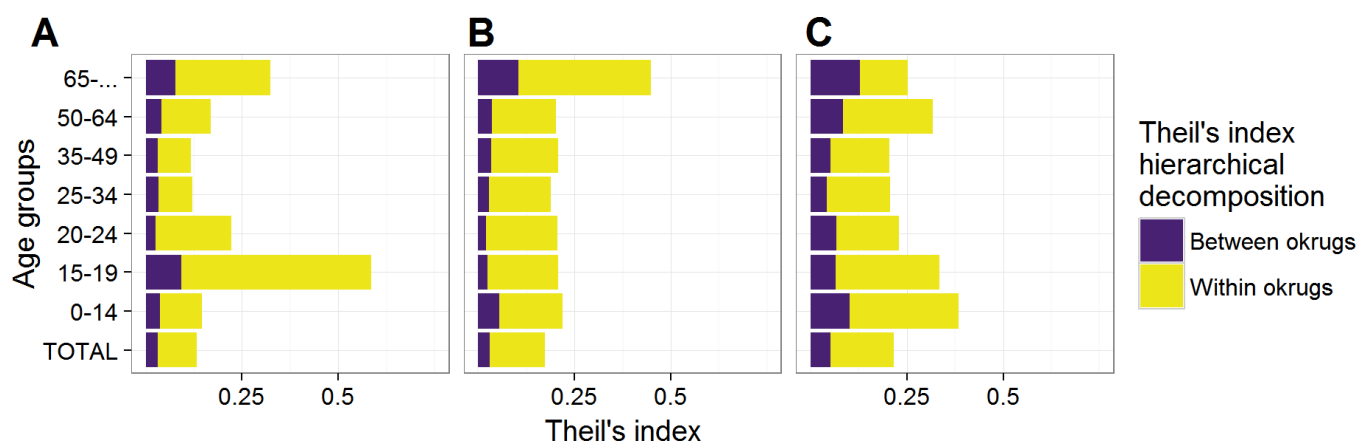 A
B
C
Age groups
65-...
50-64
35-49
25-34
20-24
15-19
0-14
TOTAL
0.25 0.5
0.25 0.5
0.25 0.5
Theil's index
Theil's index
hierarchical
decomposition
Between okrugs
Within okrugs